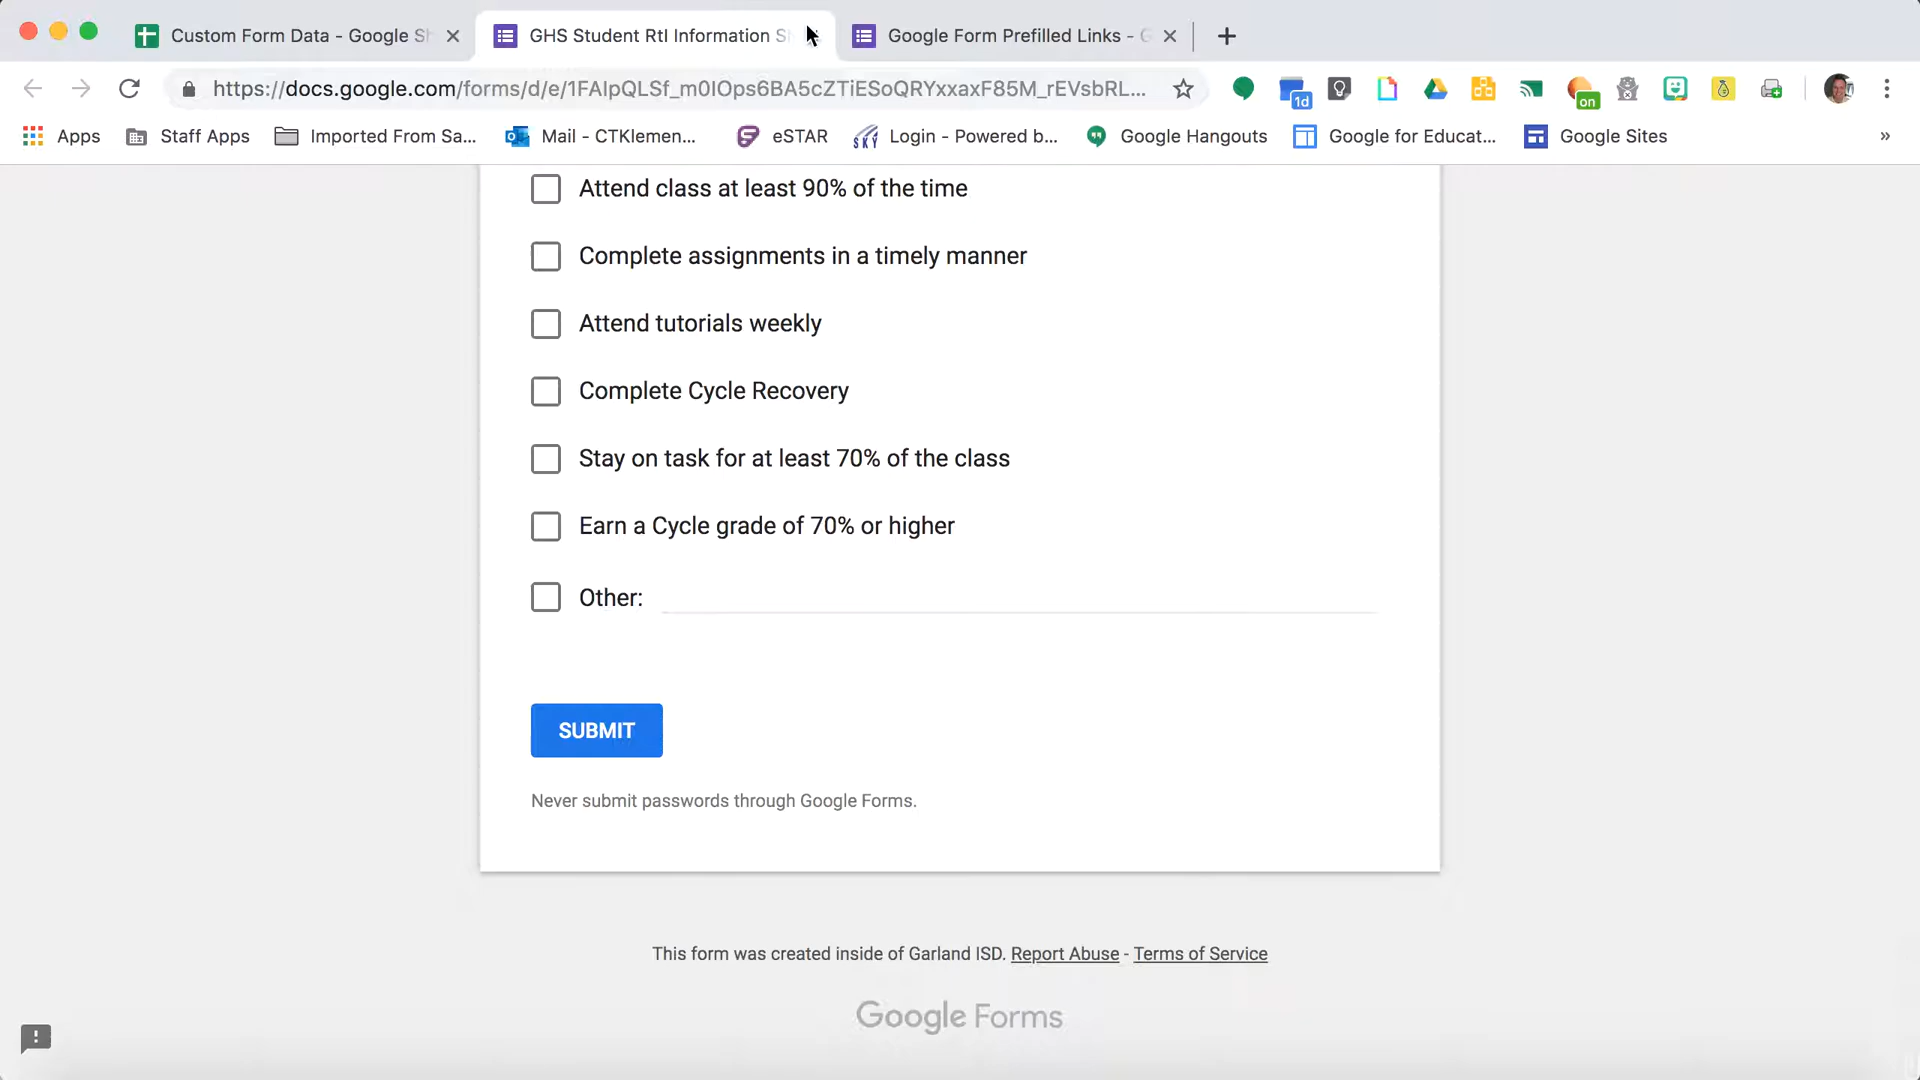 Custom Form Data - Google S
GHS Student RtI Information S
Google Form Prefilled Links -
https://docs.google.com/forms/d/e/1FAIpQLSf_m0IOps6BA5cZTiESoQRYxxaxF85M_rEVsbRL...
1d
on
Apps
Staff Apps
Imported From Sa...
Mail - CTKlemen...
eSTAR
SKY
Login - Powered b...
Google Hangouts
Google for Educat...
Google Sites
»
Attend class at least 90% of the time
Complete assignments in a timely manner
Attend tutorials weekly
Complete Cycle Recovery
Stay on task for at least 70% of the class
Earn a Cycle grade of 70% or higher
Other:
SUBMIT
Never submit passwords through Google Forms.
This form was created inside of Garland ISD. Report Abuse - Terms of Service
Google Forms